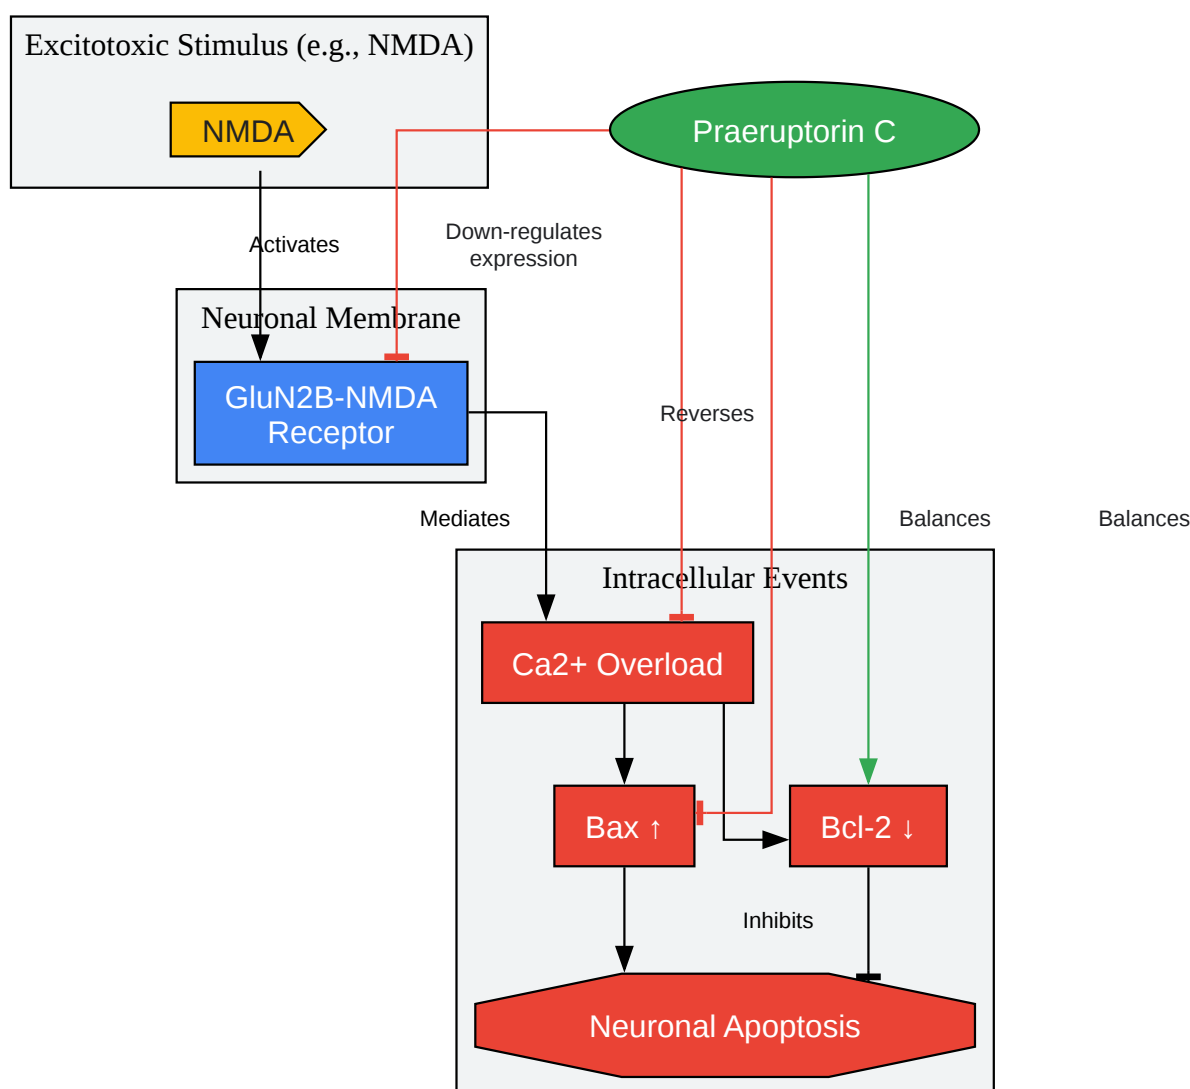 Excitotoxic Stimulus (e.g., NMDA)
NMDA
Praeruptorin C
Activates
Down-regulates
expression
Neuronal Membrane
GluN2B-NMDA
Receptor
Reverses
Mediates
Balances
Balances
Intracellular Events
Ca2+ Overload
Bax ↑
Bcl-2 ↓
Inhibits
Neuronal Apoptosis